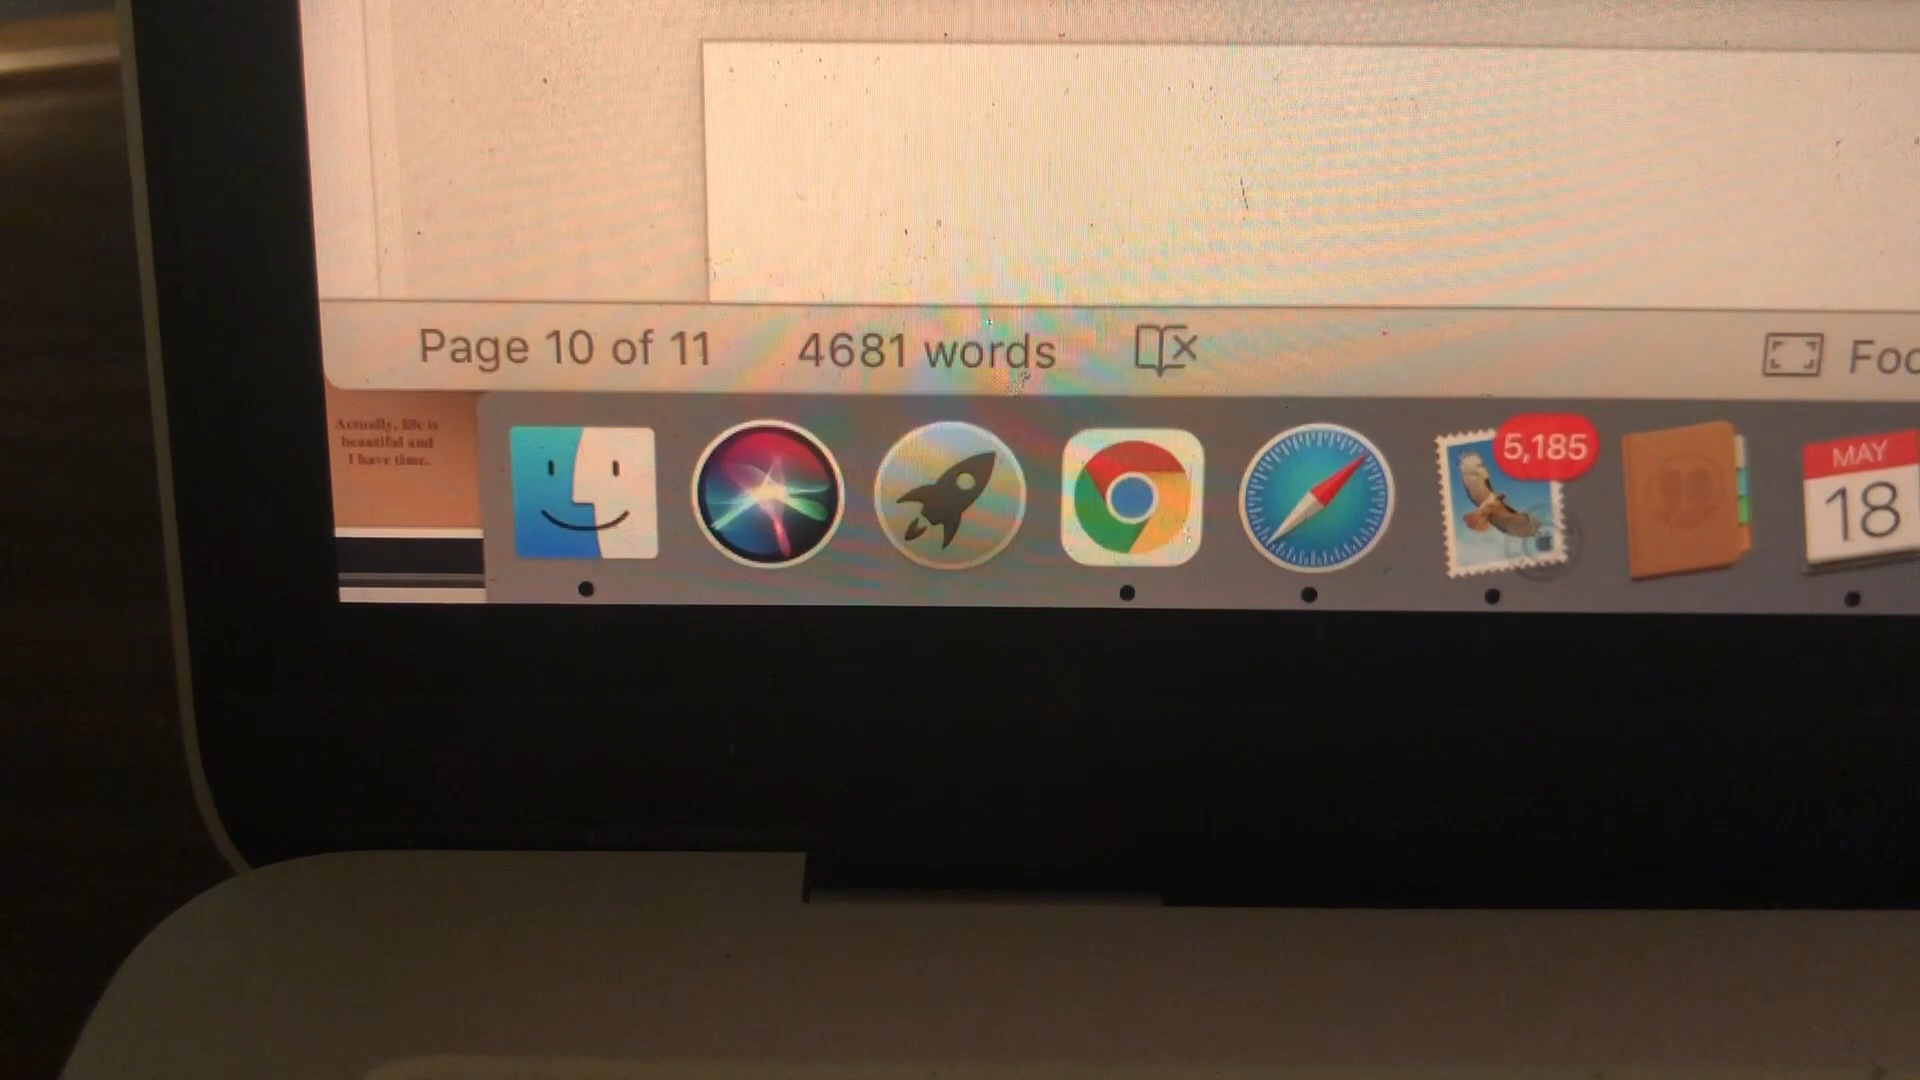 Page 10 of 11 4681 words Foc
Actually, life is
beautiful and
I have time.
5,185
MAY
18